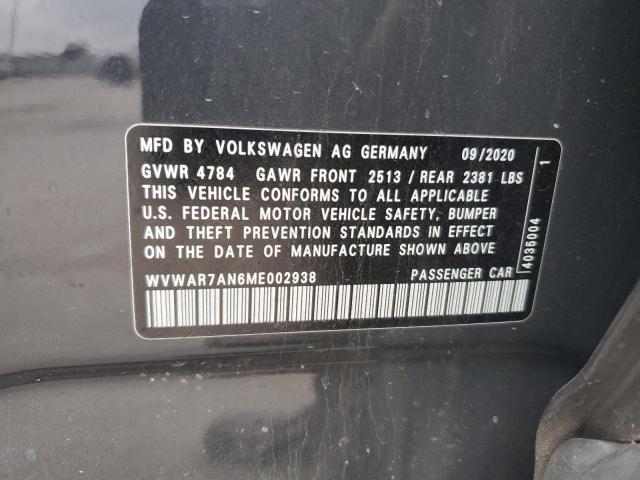 MFD BY VOLKSWAGEN AG GERMANY 09/2020
GVWR 4784 GAWR FRONT 2513 / REAR 2381 LBS
THIS VEHICLE CONFORMS TO ALL APPLICABLE
U.S. FEDERAL MOTOR VEHICLE SAFETY, BUMPER
AND THEFT PREVENTION STANDARDS IN EFFECT
ON THE DATE OF MANUFACTURE SHOWN ABOVE
WVWAR7AN6ME002938 PASSENGER CAR
4035004 1